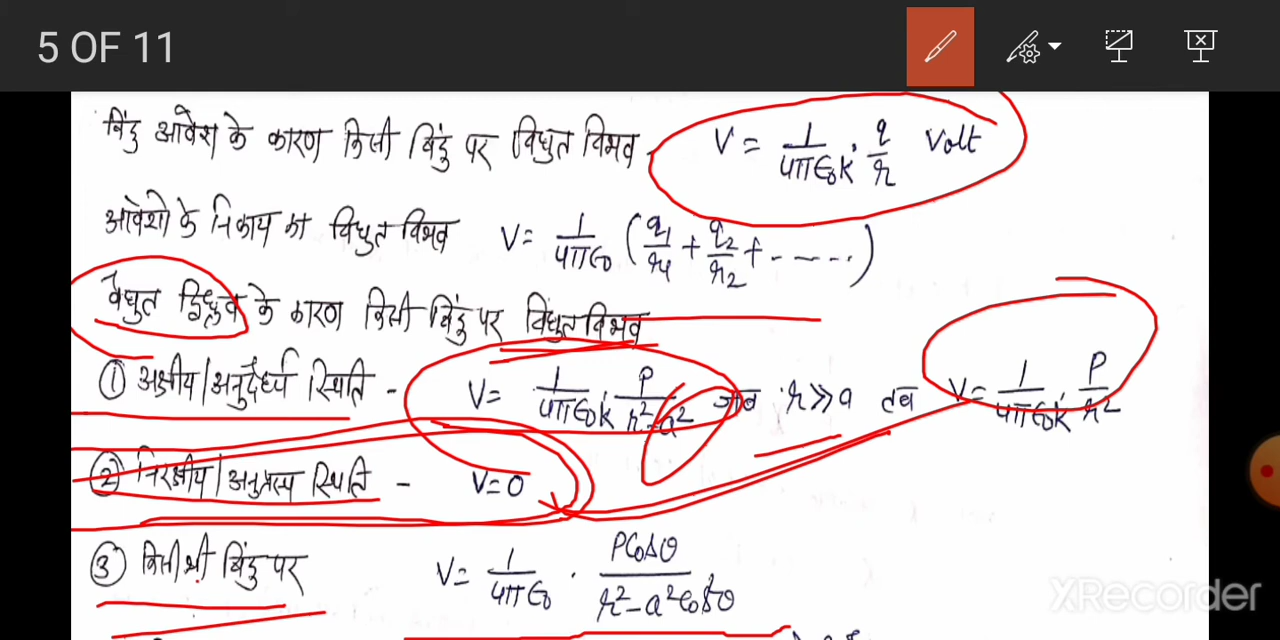 5 OF 11
बिंदु आवेश के कारण किसी बिंदु पर विधुत विभव - V = 1/4πϵ₀k . q/r Volt
आवेशो के निकाय का विधुत विभव V = 1/4πϵ₀ (q₁/r₁ + q₂/r₂ + ------)
वैधुत द्विध्रुव के कारण किसी बिंदु पर विधुत विभव
① अक्षीय/अनुदैर्ध्य स्थिति - V = 1/4πϵ₀k . P/r²-a² जब r>>a तब V = 1/4πϵ₀k . P/r²
② निरक्षीय/अनुप्रस्थ स्थिति - V=0
③ किसी भी बिंदु पर V = 1/4πϵ₀ . PCosθ/r²-a²Cos²θ
XRecorder